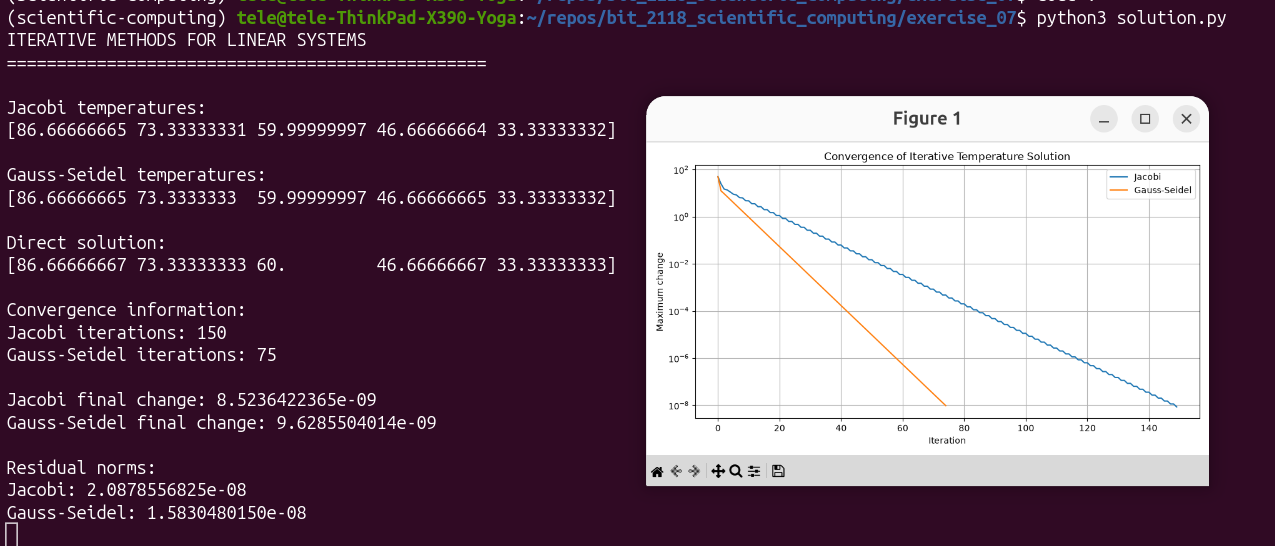 (scientific-computing) tele@tele-ThinkPad-X390-Yoga:~/repos/bit_2118_scientific_computing/exercise_07$ python3 solution.py
ITERATIVE METHODS FOR LINEAR SYSTEMS
================================================
Jacobi temperatures:
[86.66666665 73.33333331 59.99999997 46.66666664 33.33333332]
Gauss-Seidel temperatures:
[86.66666665 73.3333333  59.99999997 46.66666665 33.33333332]
Direct solution:
[86.66666667 73.33333333 60.         46.66666667 33.33333333]
Convergence information:
Jacobi iterations: 150
Gauss-Seidel iterations: 75
Jacobi final change: 8.5236422365e-09
Gauss-Seidel final change: 9.6285504014e-09
Residual norms:
Jacobi: 2.0878556825e-08
Gauss-Seidel: 1.5830480150e-08
Figure 1
Convergence of Iterative Temperature Solution
Jacobi
Gauss-Seidel
Maximum change
10²
10⁰
10⁻²
10⁻⁴
10⁻⁶
10⁻⁸
0 20 40 60 80 100 120 140
Iteration